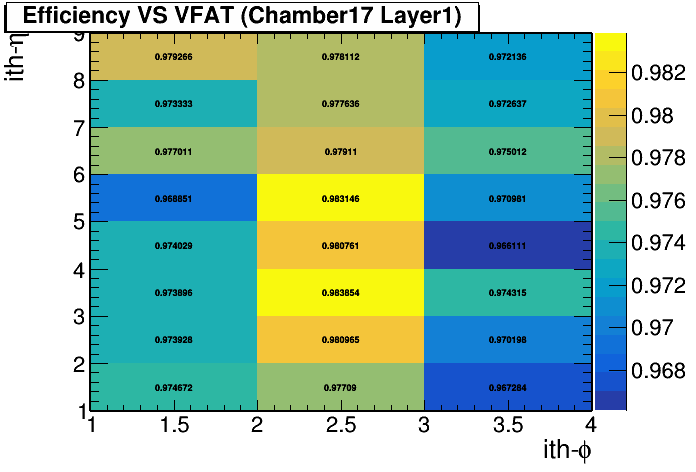 Efficiency VS VFAT (Chamber17 Layer1)
ith-η
9
8
7
6
5
4
3
2
1
0.979266 0.978112 0.972136
0.973333 0.977636 0.972637
0.977011 0.97911 0.975012
0.968851 0.983146 0.970981
0.974029 0.980761 0.966111
0.973896 0.983854 0.974315
0.973928 0.980965 0.970198
0.974672 0.97709 0.967284
1 1.5 2 2.5 3 3.5 4
ith-ϕ
0.982
0.98
0.978
0.976
0.974
0.972
0.97
0.968